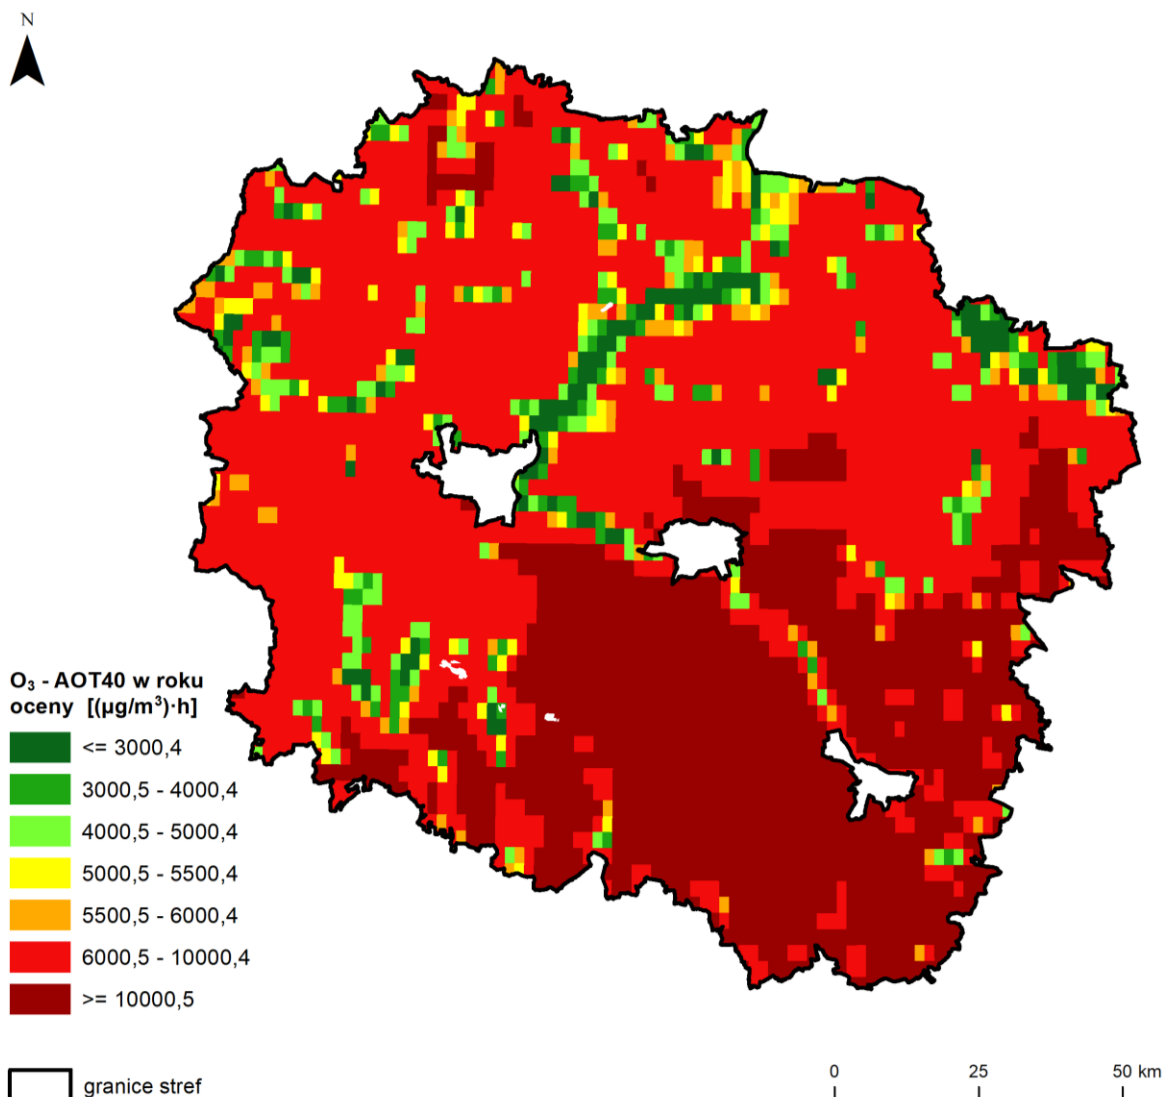 N
O₃ - AOT40 w roku
oceny [(µg/m³)·h]
<= 3000,4
3000,5 - 4000,4
4000,5 - 5000,4
5000,5 - 5500,4
5500,5 - 6000,4
6000,5 - 10000,4
>= 10000,5
granice stref
0 25 50 km